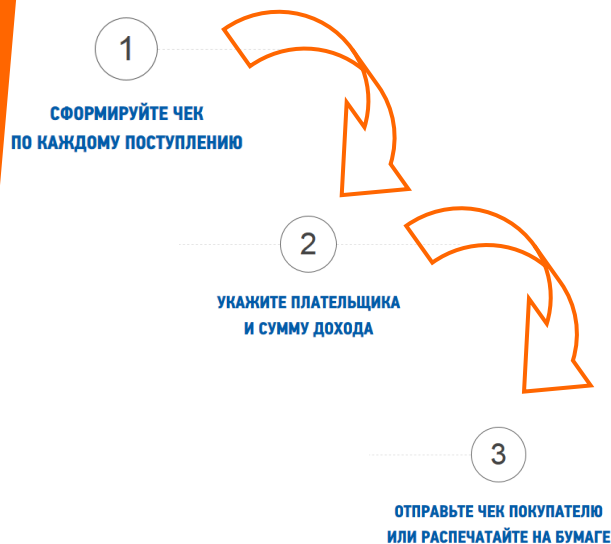 1
СФОРМИРУЙТЕ ЧЕК
ПО КАЖДОМУ ПОСТУПЛЕНИЮ
2
УКАЖИТЕ ПЛАТЕЛЬЩИКА
И СУММУ ДОХОДА
3
ОТПРАВЬТЕ ЧЕК ПОКУПАТЕЛЮ
ИЛИ РАСПЕЧАТАЙТЕ НА БУМАГЕ